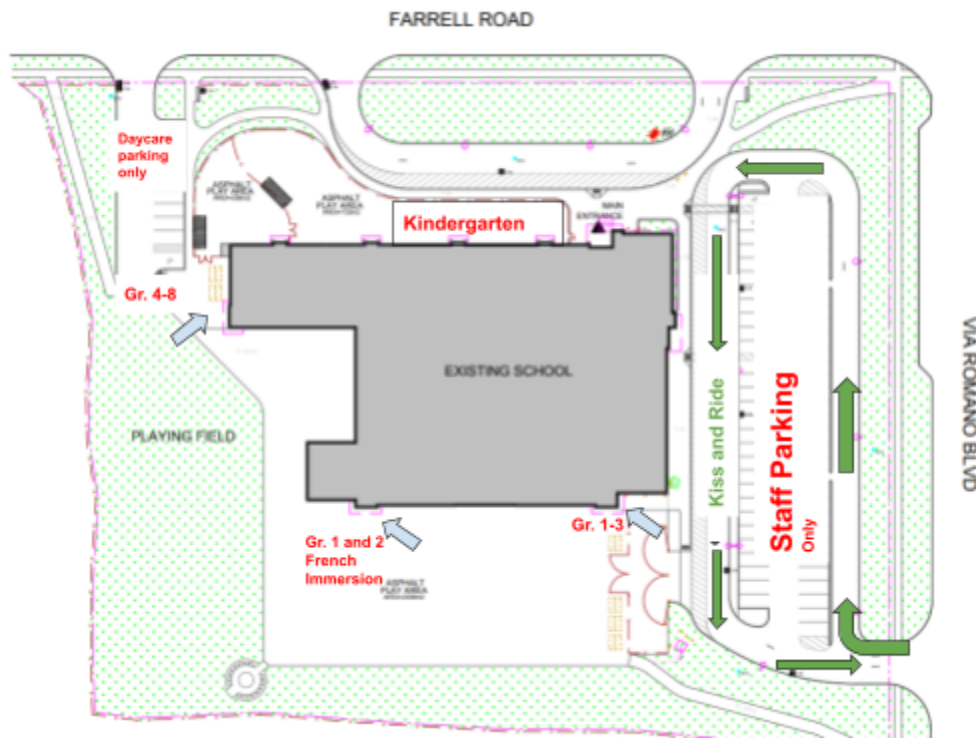 FARRELL ROAD
Daycare
parking
only
ASPHALT
PLAY AREA
ASPHALT
PLAY AREA
Kindergarten
MAIN
ENTRANCE
Gr. 4-8
EXISTING SCHOOL
PLAYING FIELD
Kiss and Ride
Staff Parking
Only
VIA ROMANO BLVD
Gr. 1 and 2
French
Immersion
Gr. 1-3
ASPHALT
PLAY AREA